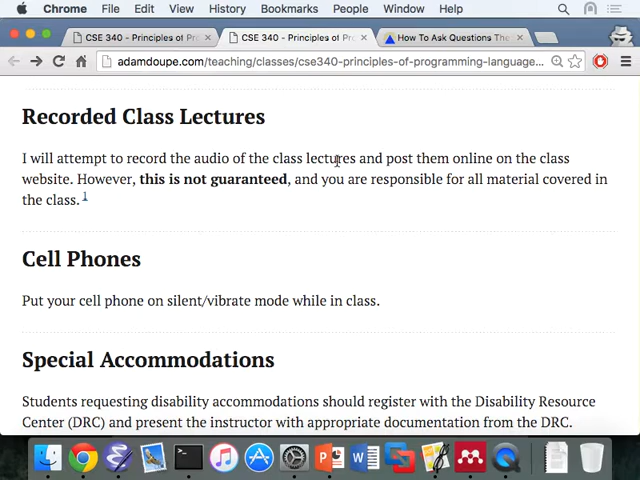 Chrome File Edit View History Bookmarks People Window Help
CSE 340 - Principles of Pr CSE 340 - Principles of Pr How To Ask Questions The
adamdoupe.com/teaching/classes/cse340-principles-of-programming-language...
Recorded Class Lectures
I will attempt to record the audio of the class lectures and post them online on the class
website. However, this is not guaranteed, and you are responsible for all material covered in
the class. 1
Cell Phones
Put your cell phone on silent/vibrate mode while in class.
Special Accommodations
Students requesting disability accommodations should register with the Disability Resource
Center (DRC) and present the instructor with appropriate documentation from the DRC.